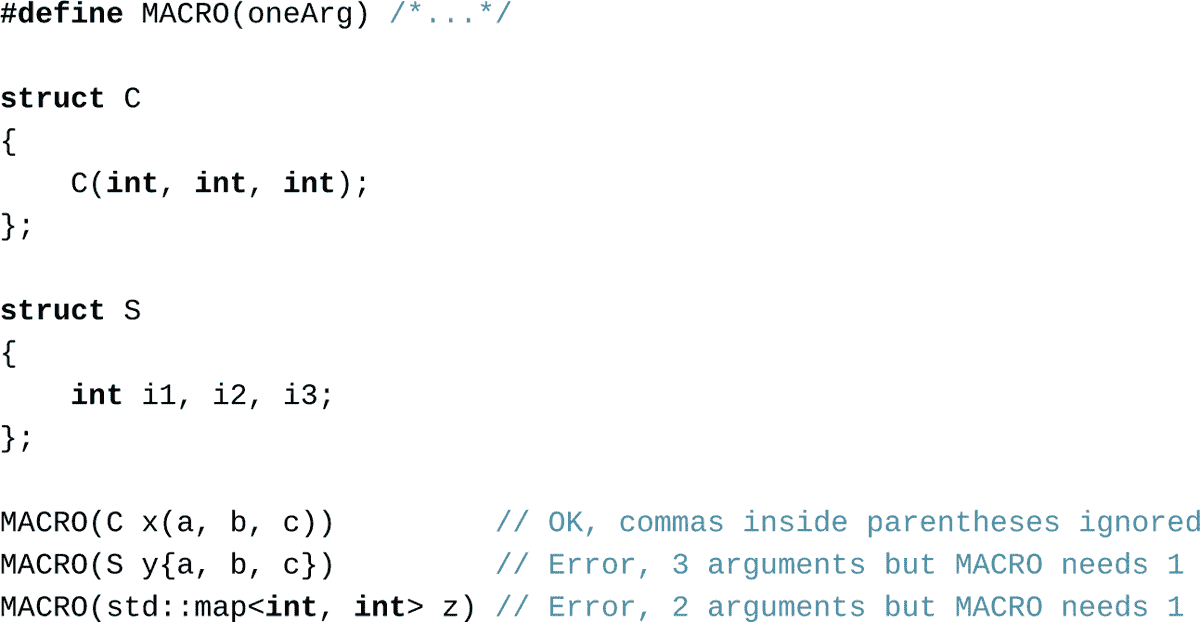 #define MACRO(oneArg) /*...*/
struct C
{
    C(int, int, int);
};
struct S
{
    int i1, i2, i3;
};
MACRO(C x(a, b, c))         // OK, commas inside parentheses ignored
MACRO(S y{a, b, c})         // Error, 3 arguments but MACRO needs 1
MACRO(std::map<int, int> z) // Error, 2 arguments but MACRO needs 1